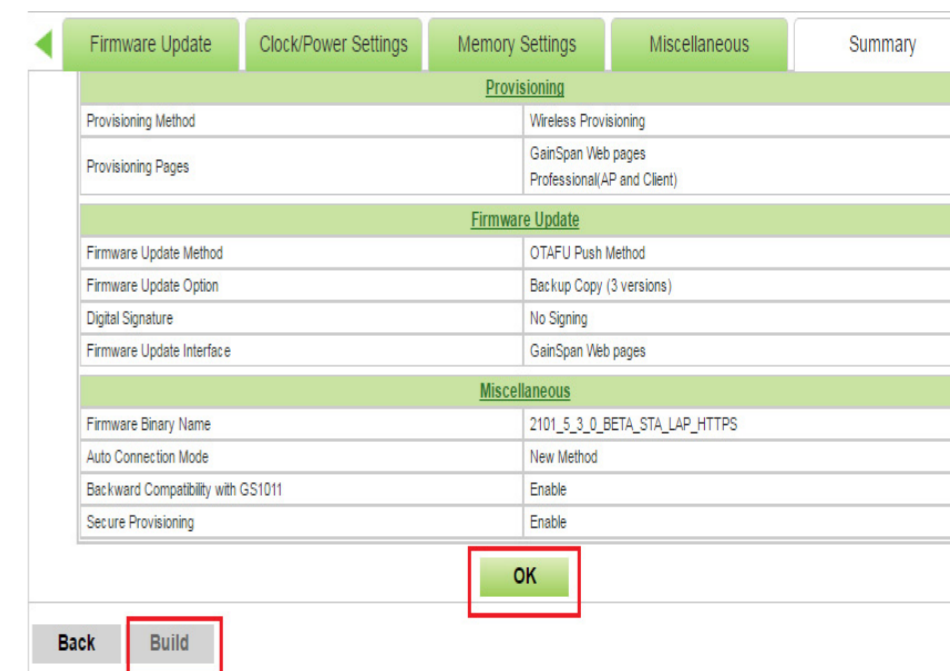 Firmware Update Clock/Power Settings Memory Settings Miscellaneous Summary
Provisioning
Provisioning Method Wireless Provisioning
Provisioning Pages GainSpan Web pages
Professional(AP and Client)
Firmware Update
Firmware Update Method OTAFU Push Method
Firmware Update Option Backup Copy (3 versions)
Digital Signature No Signing
Firmware Update Interface GainSpan Web pages
Miscellaneous
Firmware Binary Name 2101_5_3_0_BETA_STA_LAP_HTTPS
Auto Connection Mode New Method
Backward Compatibility with GS1011 Enable
Secure Provisioning Enable
OK
Back Build